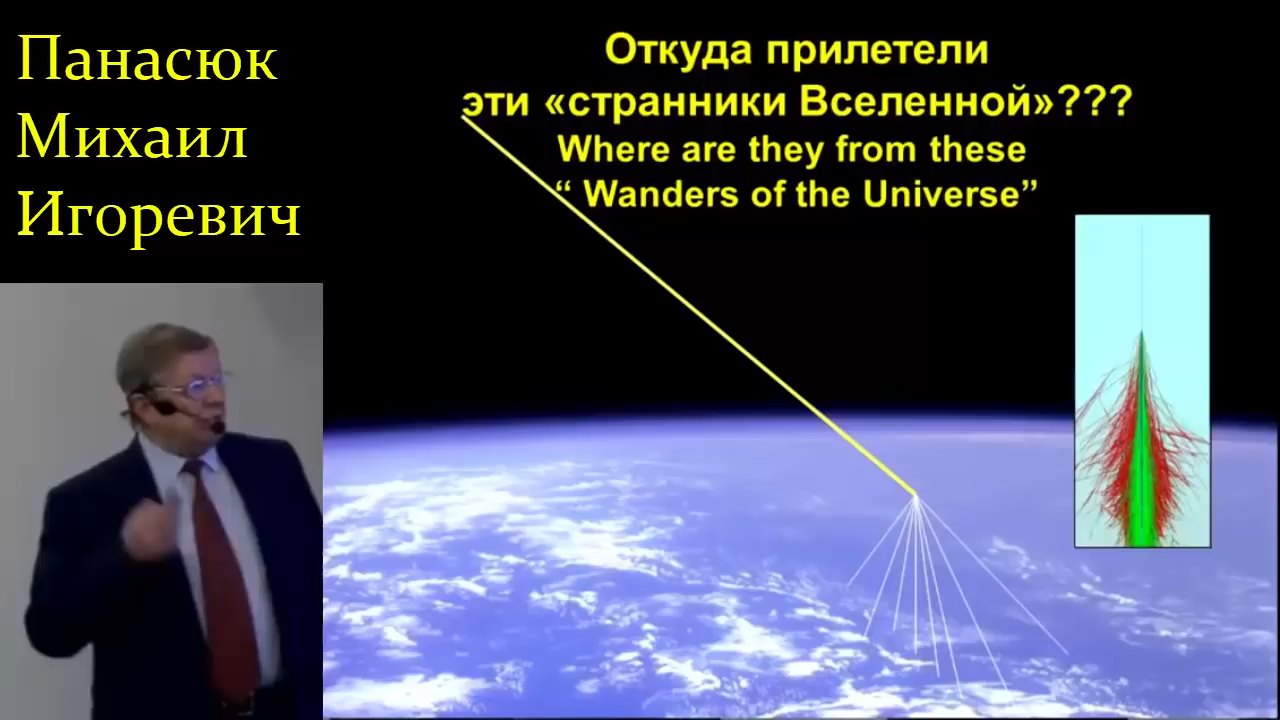 Панасюк
Михаил
Игоревич
Откуда прилетели
эти «странники Вселенной»???
Where are they from these
“ Wanders of the Universe”